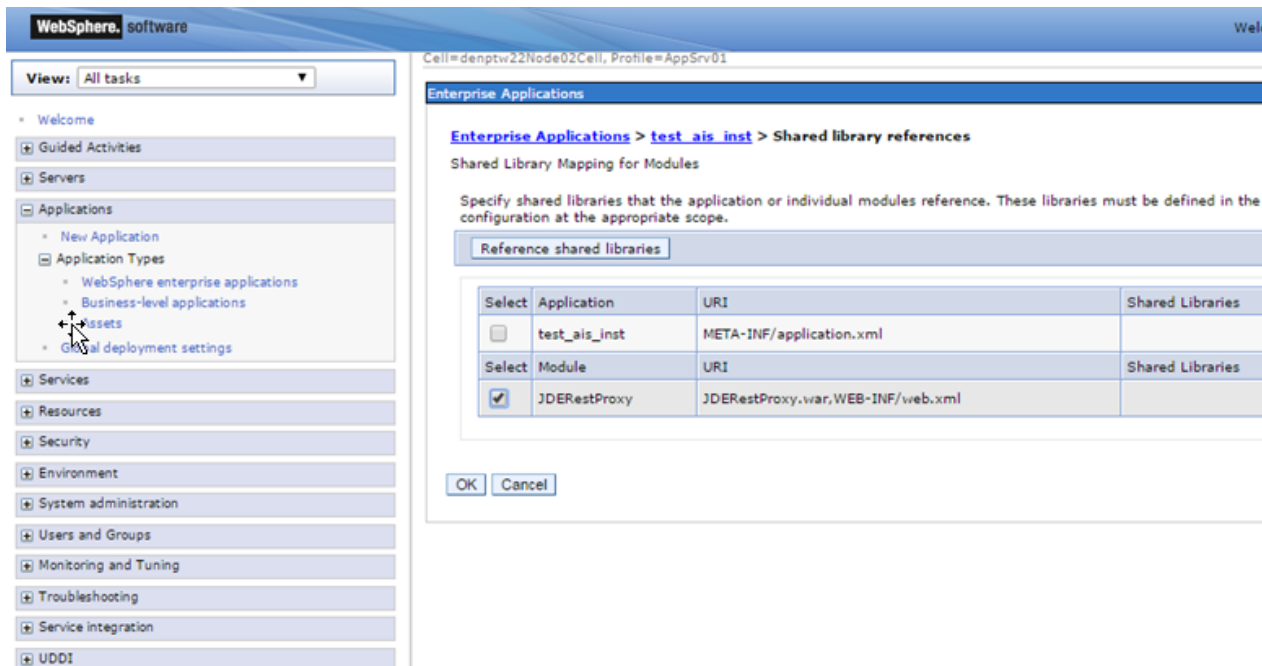 WebSphere. software
Cell=denptw22Node02Cell, Profile=AppSrv01
View: All tasks
Welcome
Guided Activities
Servers
Applications
New Application
Application Types
WebSphere enterprise applications
Business-level applications
Assets
Global deployment settings
Services
Resources
Security
Environment
System administration
Users and Groups
Monitoring and Tuning
Troubleshooting
Service integration
UDDI
Enterprise Applications
Enterprise Applications > test_ais_inst > Shared library references
Shared Library Mapping for Modules
Specify shared libraries that the application or individual modules reference. These libraries must be defined in the
configuration at the appropriate scope.
Reference shared libraries
Select Application URI Shared Libraries
test_ais_inst META-INF/application.xml
Select Module URI Shared Libraries
JDERestProxy JDERestProxy.war,WEB-INF/web.xml
OK Cancel